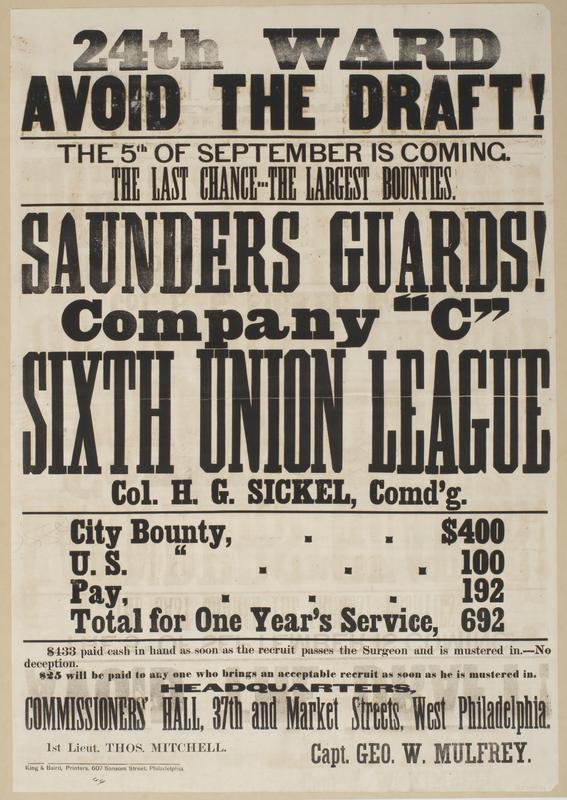 24th WARD
AVOID THE DRAFT!
THE 5th OF SEPTEMBER IS COMING.
THE LAST CHANCE---THE LARGEST BOUNTIES.
SAUNDERS GUARDS!
Company "C"
SIXTH UNION LEAGUE
Col. H. G. SICKEL, Comd'g.
City Bounty, . . $400
U. S. " . . . 100
Pay, . . . 192
Total for One Year's Service, 692
$433 paid cash in hand as soon as the recruit passes the Surgeon and is mustered in.—No
deception.
$25 will be paid to any one who brings an acceptable recruit as soon as he is mustered in.
HEADQUARTERS,
COMMISSIONERS' HALL, 37th and Market Streets, West Philadelphia.
1st Lieut. THOS. MITCHELL.
Capt. GEO. W. MULFREY.
King & Baird, Printers, 607 Sansom Street, Philadelphia